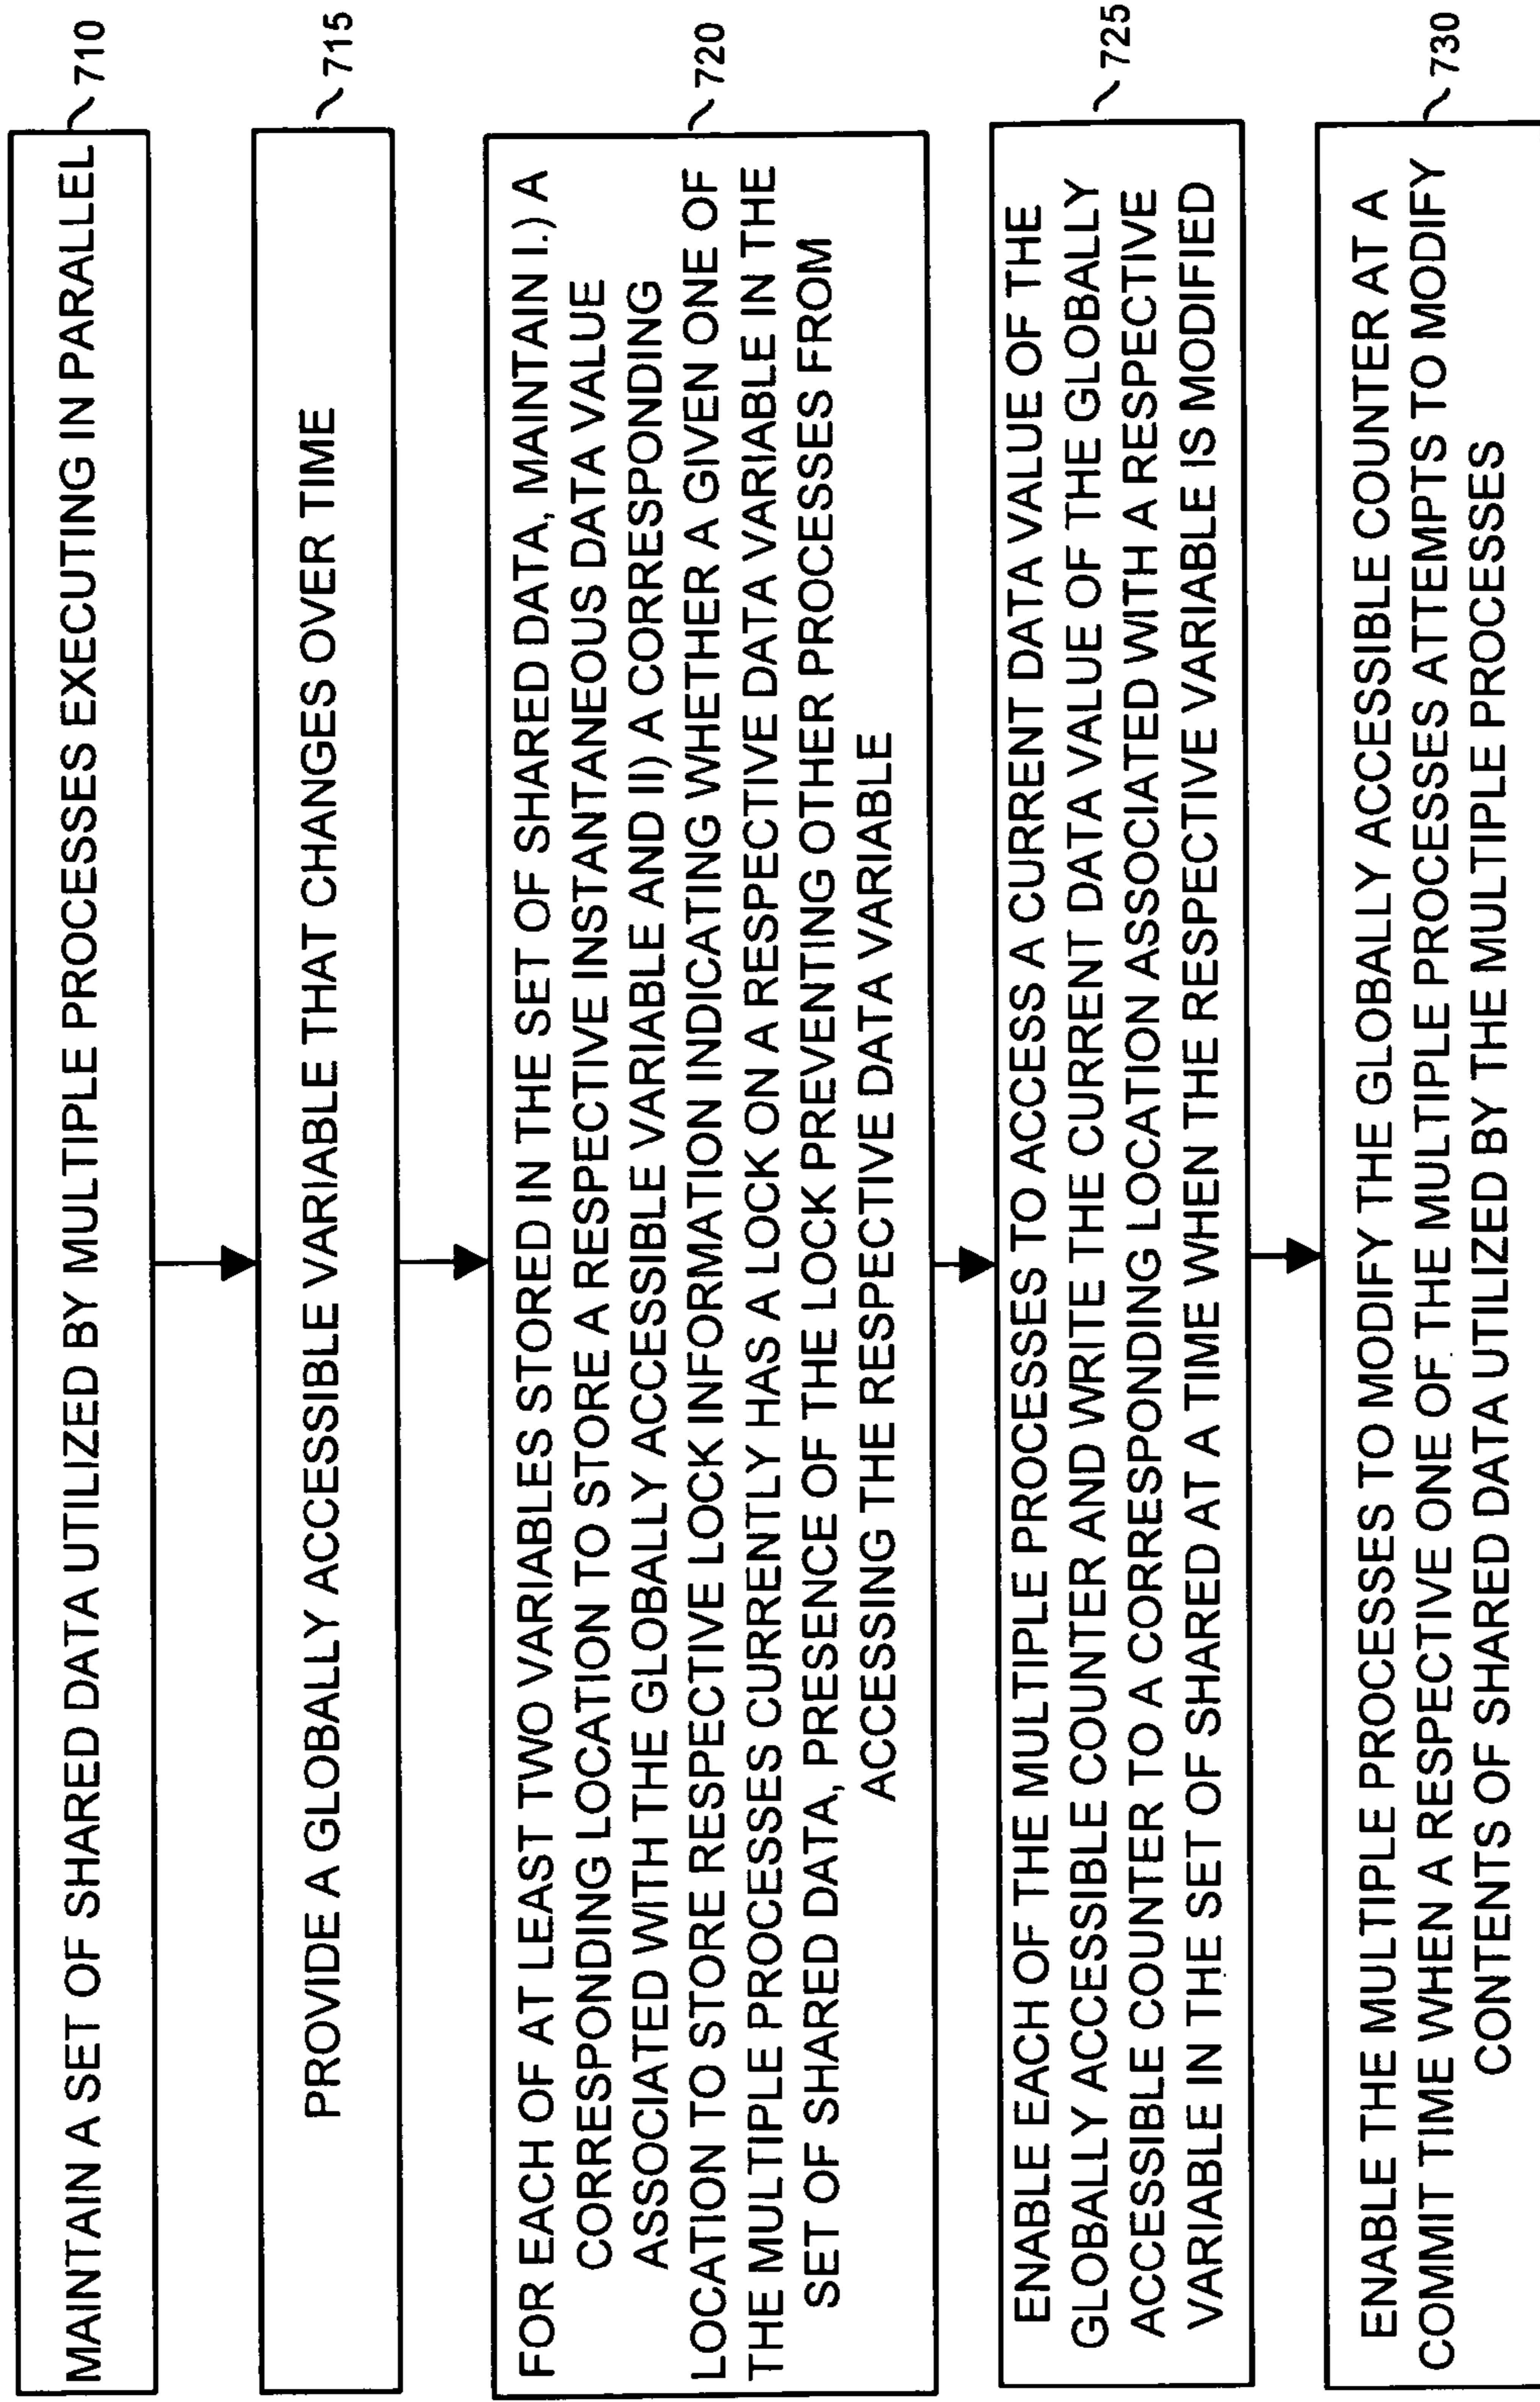 MAINTAIN A SET OF SHARED DATA UTILIZED BY MULTIPLE PROCESSES EXECUTING IN PARALLEL
710
PROVIDE A GLOBALLY ACCESSIBLE VARIABLE THAT CHANGES OVER TIME
715
FOR EACH OF AT LEAST TWO VARIABLES STORED IN THE SET OF SHARED DATA, MAINTAIN I.) A
CORRESPONDING LOCATION TO STORE A RESPECTIVE INSTANTANEOUS DATA VALUE
ASSOCIATED WITH THE GLOBALLY ACCESSIBLE VARIABLE AND II) A CORRESPONDING
LOCATION TO STORE RESPECTIVE LOCK INFORMATION INDICATING WHETHER A GIVEN ONE OF
THE MULTIPLE PROCESSES CURRENTLY HAS A LOCK ON A RESPECTIVE DATA VARIABLE IN THE
SET OF SHARED DATA, PRESENCE OF THE LOCK PREVENTING OTHER PROCESSES FROM
ACCESSING THE RESPECTIVE DATA VARIABLE
720
ENABLE EACH OF THE MULTIPLE PROCESSES TO ACCESS A CURRENT DATA VALUE OF THE
GLOBALLY ACCESSIBLE COUNTER AND WRITE THE CURRENT DATA VALUE OF THE GLOBALLY
ACCESSIBLE COUNTER TO A CORRESPONDING LOCATION ASSOCIATED WITH A RESPECTIVE
VARIABLE IN THE SET OF SHARED AT A TIME WHEN THE RESPECTIVE VARIABLE IS MODIFIED
725
ENABLE THE MULTIPLE PROCESSES TO MODIFY THE GLOBALLY ACCESSIBLE COUNTER AT A
COMMIT TIME WHEN A RESPECTIVE ONE OF THE MULTIPLE PROCESSES ATTEMPTS TO MODIFY
CONTENTS OF SHARED DATA UTILIZED BY THE MULTIPLE PROCESSES
730